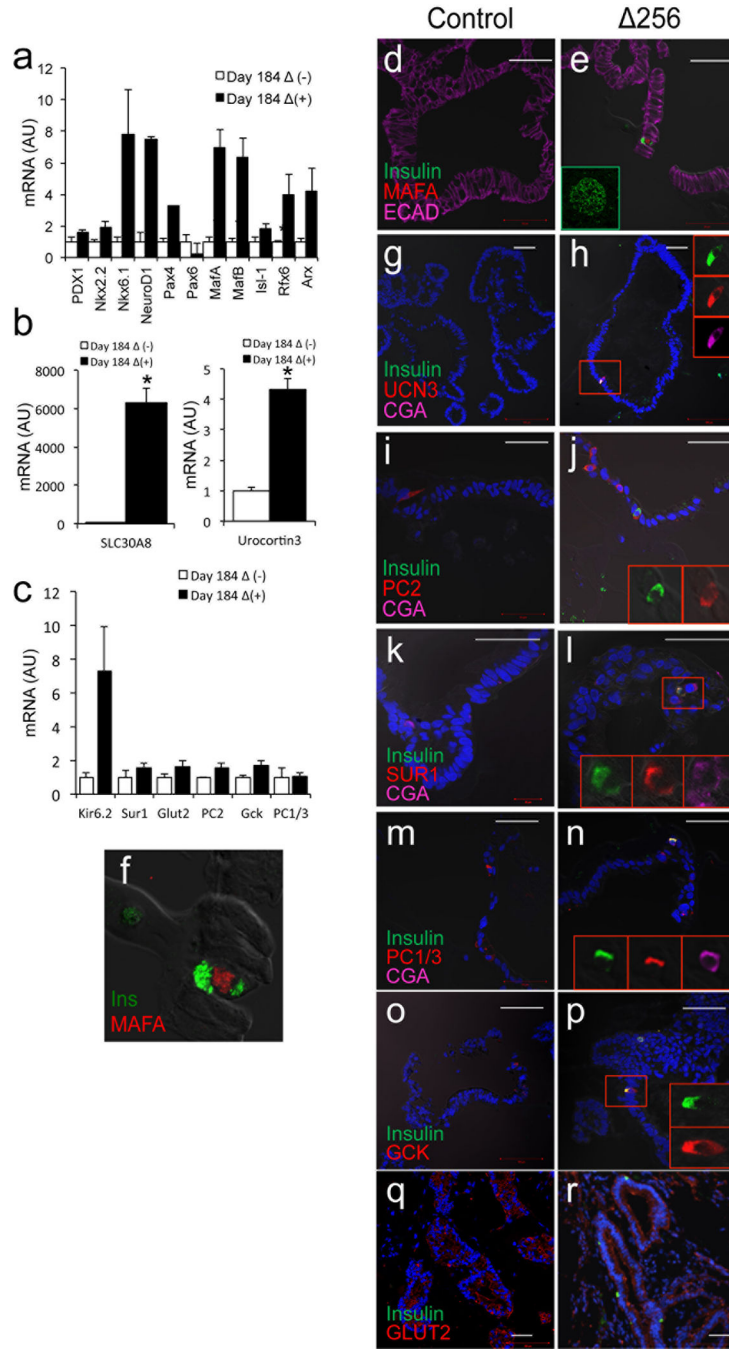 Control
Δ256
a
Day 184 Δ (-)
Day 184 Δ(+)
mRNA (AU)
12
10
8
6
4
2
0
PDX1
Nkx2.2
Nkx6.1
NeuroD1
Pax4
Pax6
MafA
MafB
Isl-1
Rfx6
Arx
b
Day 184 Δ (-)
Day 184 Δ(+)
mRNA (AU)
8000
6000
4000
2000
0
*
SLC30A8
Day 184 Δ (-)
Day 184 Δ(+)
mRNA (AU)
5
4
3
2
1
0
*
Urocortin3
c
Day 184 Δ (-)
Day 184 Δ(+)
mRNA (AU)
12
10
8
6
4
2
0
Kir6.2
Sur1
Glut2
PC2
Gck
PC1/3
f
Ins
MAFA
d
Insulin
MAFA
ECAD
e
g
Insulin
UCN3
CGA
h
i
Insulin
PC2
CGA
j
k
Insulin
SUR1
CGA
l
m
Insulin
PC1/3
CGA
n
o
Insulin
GCK
p
q
Insulin
GLUT2
r